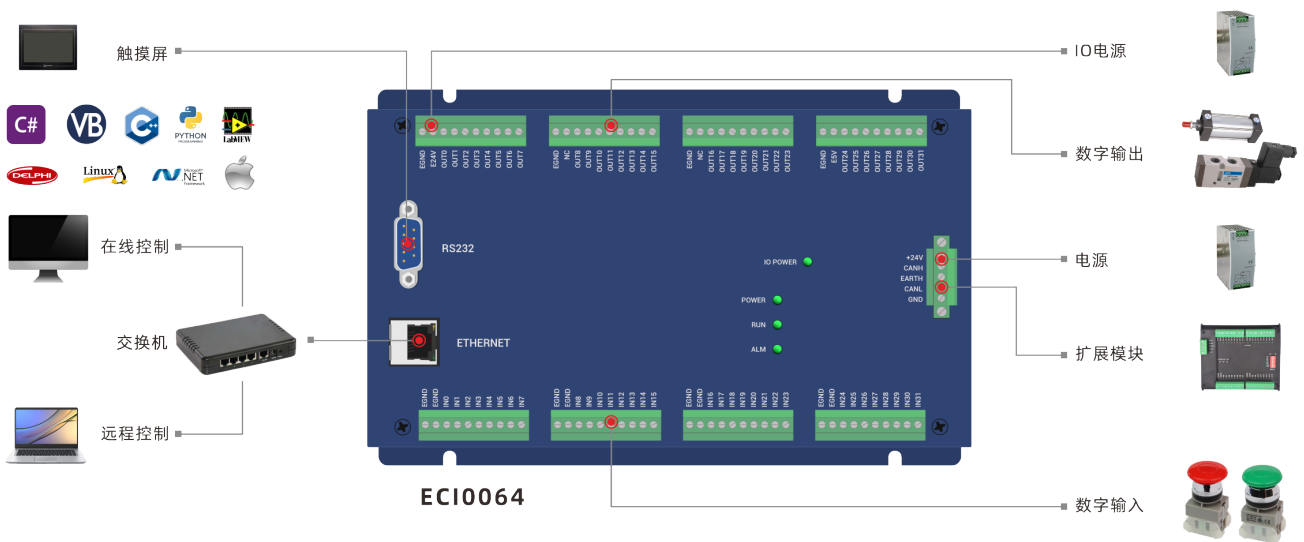 触摸屏
IO电源
C#
VB
C++
PYTHON
PROGRAMMING
LabVIEW
DELPHI
Linux
Microsoft
.NET
Framework
EGND E24V OUT0 OUT1 OUT2 OUT3 OUT4 OUT5 OUT6 OUT7
EGND NC OUT8 OUT9 OUT10 OUT11 OUT12 OUT13 OUT14 OUT15
EGND NC OUT16 OUT17 OUT18 OUT19 OUT20 OUT21 OUT22 OUT23
EGND E5V OUT24 OUT25 OUT26 OUT27 OUT28 OUT29 OUT30 OUT31
数字输出
在线控制
RS232
IO POWER
+24V
CANH
EARTH
CANL
GND
电源
POWER
RUN
ALM
交换机
ETHERNET
扩展模块
EGND EGND IN0 IN1 IN2 IN3 IN4 IN5 IN6 IN7
EGND EGND IN8 IN9 IN10 IN11 IN12 IN13 IN14 IN15
EGND EGND IN16 IN17 IN18 IN19 IN20 IN21 IN22 IN23
EGND EGND IN24 IN25 IN26 IN27 IN28 IN29 IN30 IN31
远程控制
ECI0064
数字输入